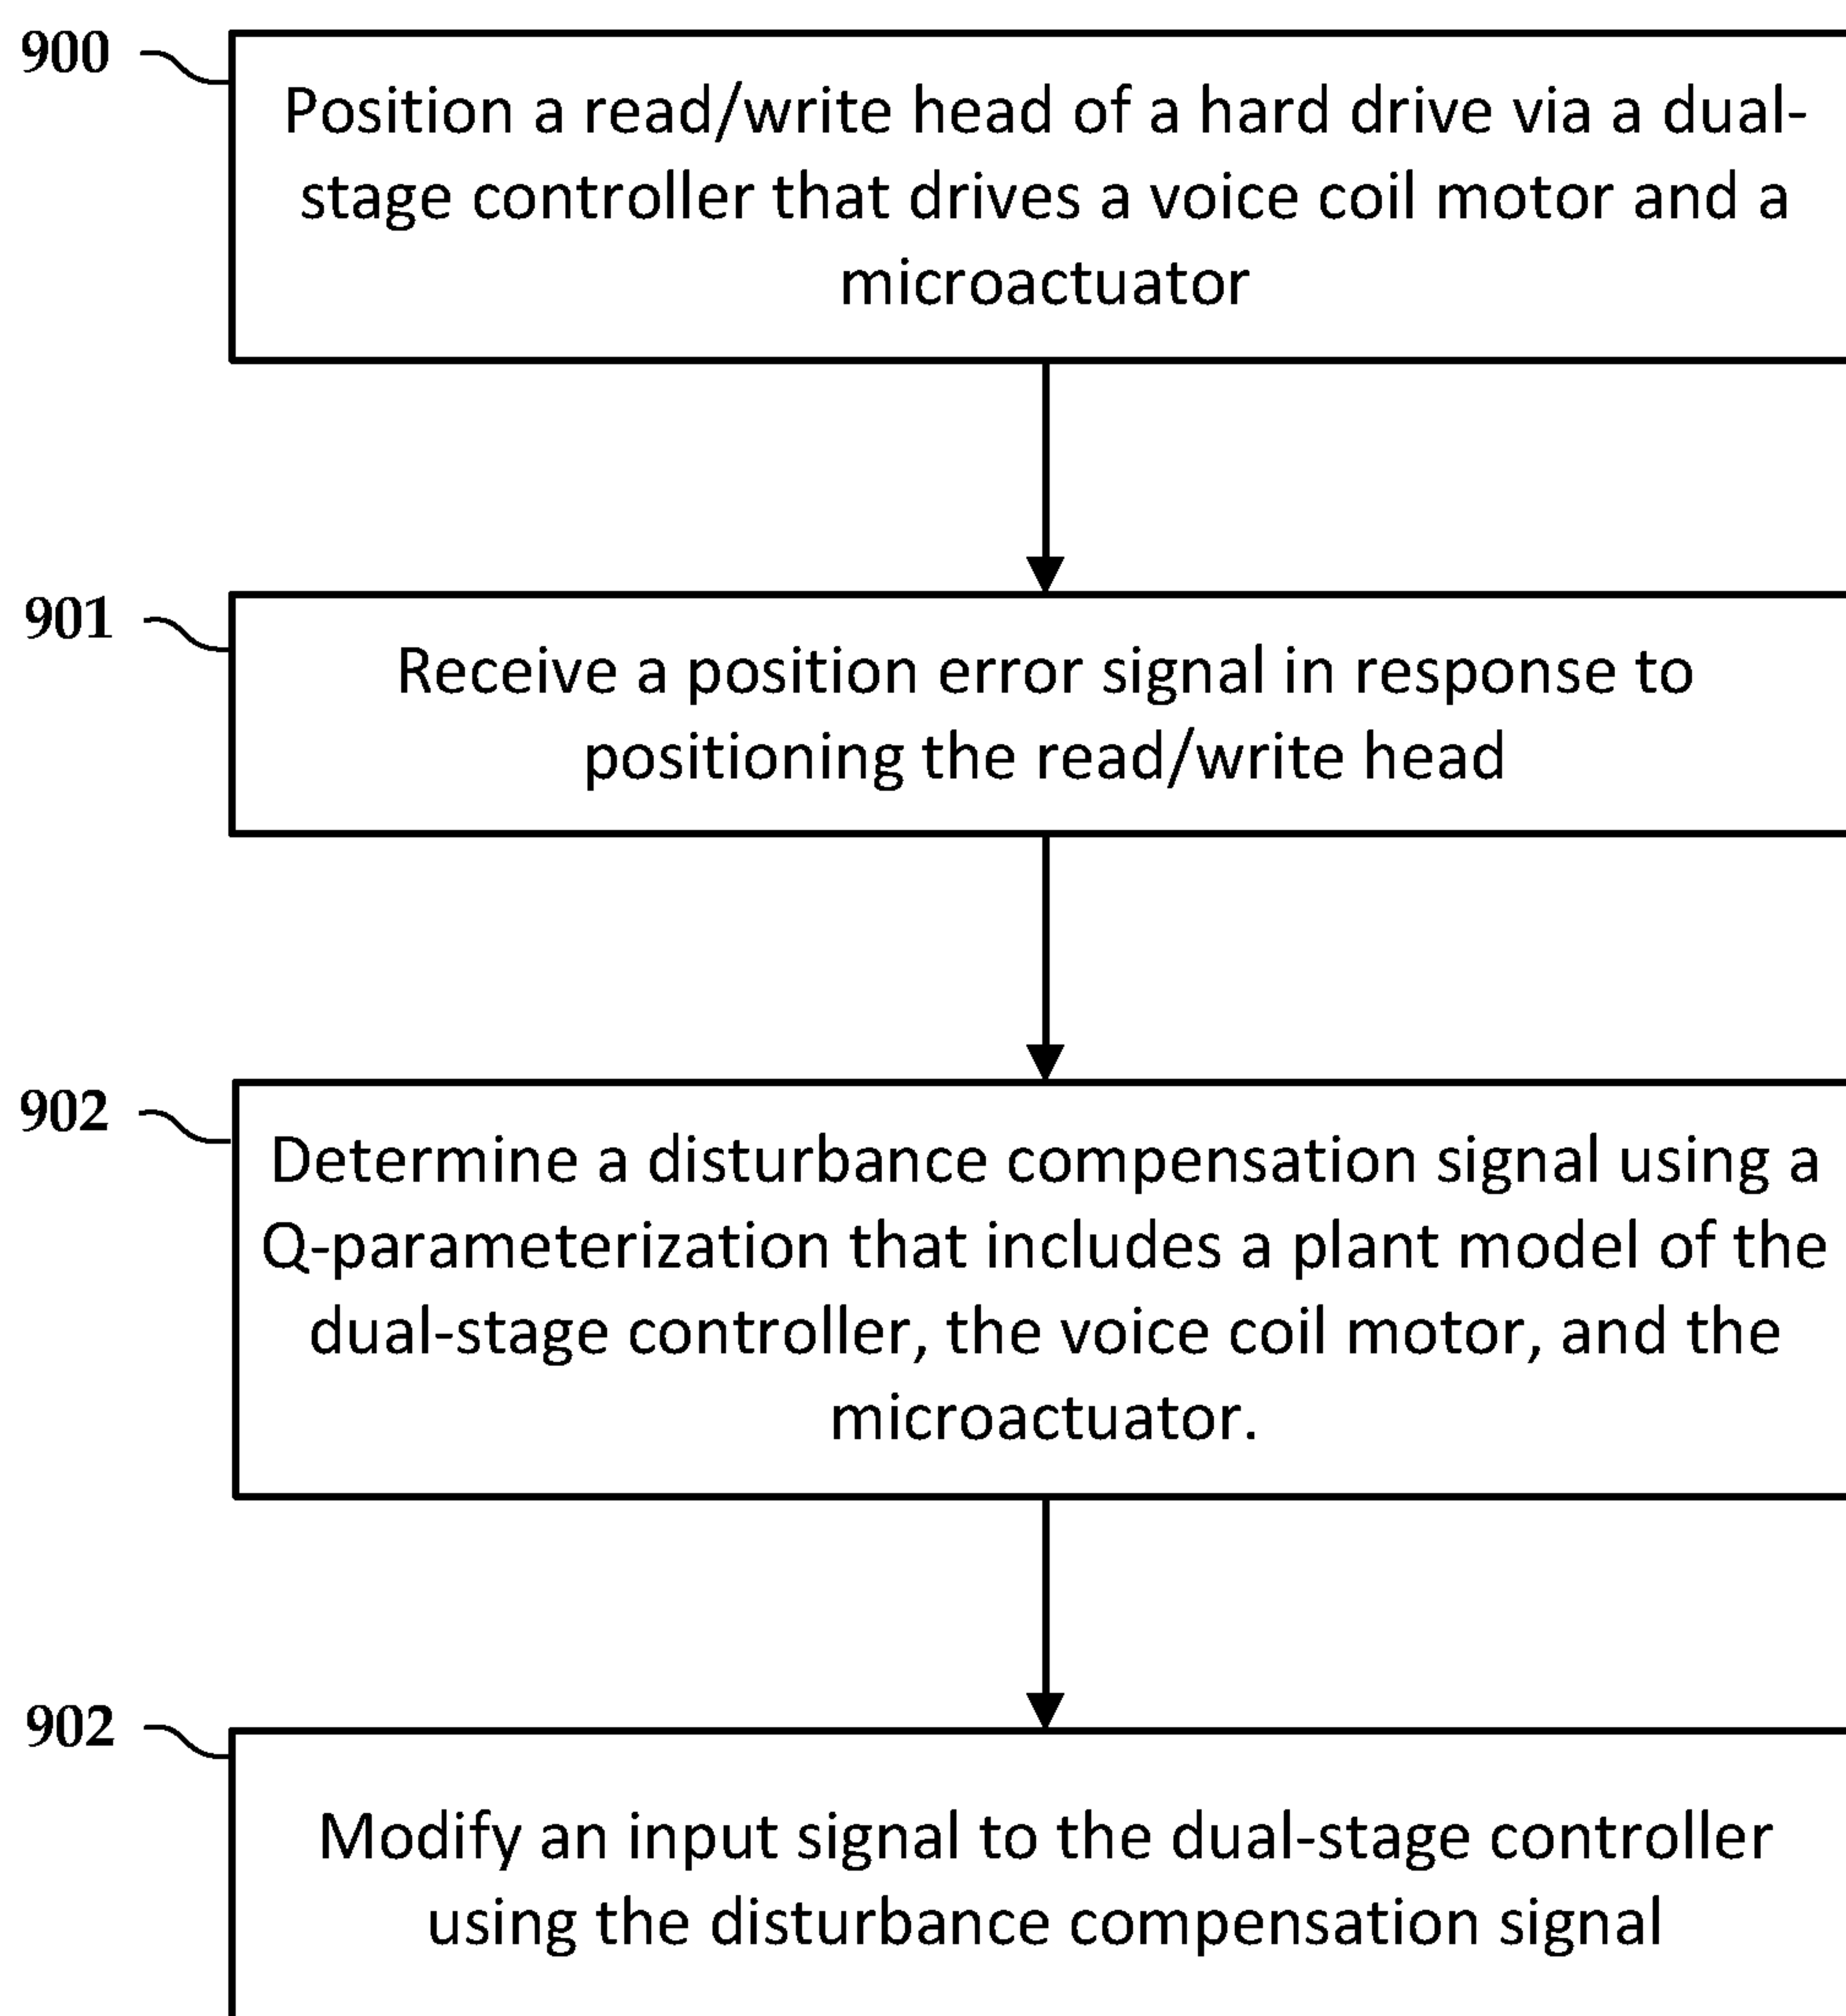 900
Position a read/write head of a hard drive via a dual-
stage controller that drives a voice coil motor and a
microactuator
901
Receive a position error signal in response to
positioning the read/write head
902
Determine a disturbance compensation signal using a
Q-parameterization that includes a plant model of the
dual-stage controller, the voice coil motor, and the
microactuator.
902
Modify an input signal to the dual-stage controller
using the disturbance compensation signal